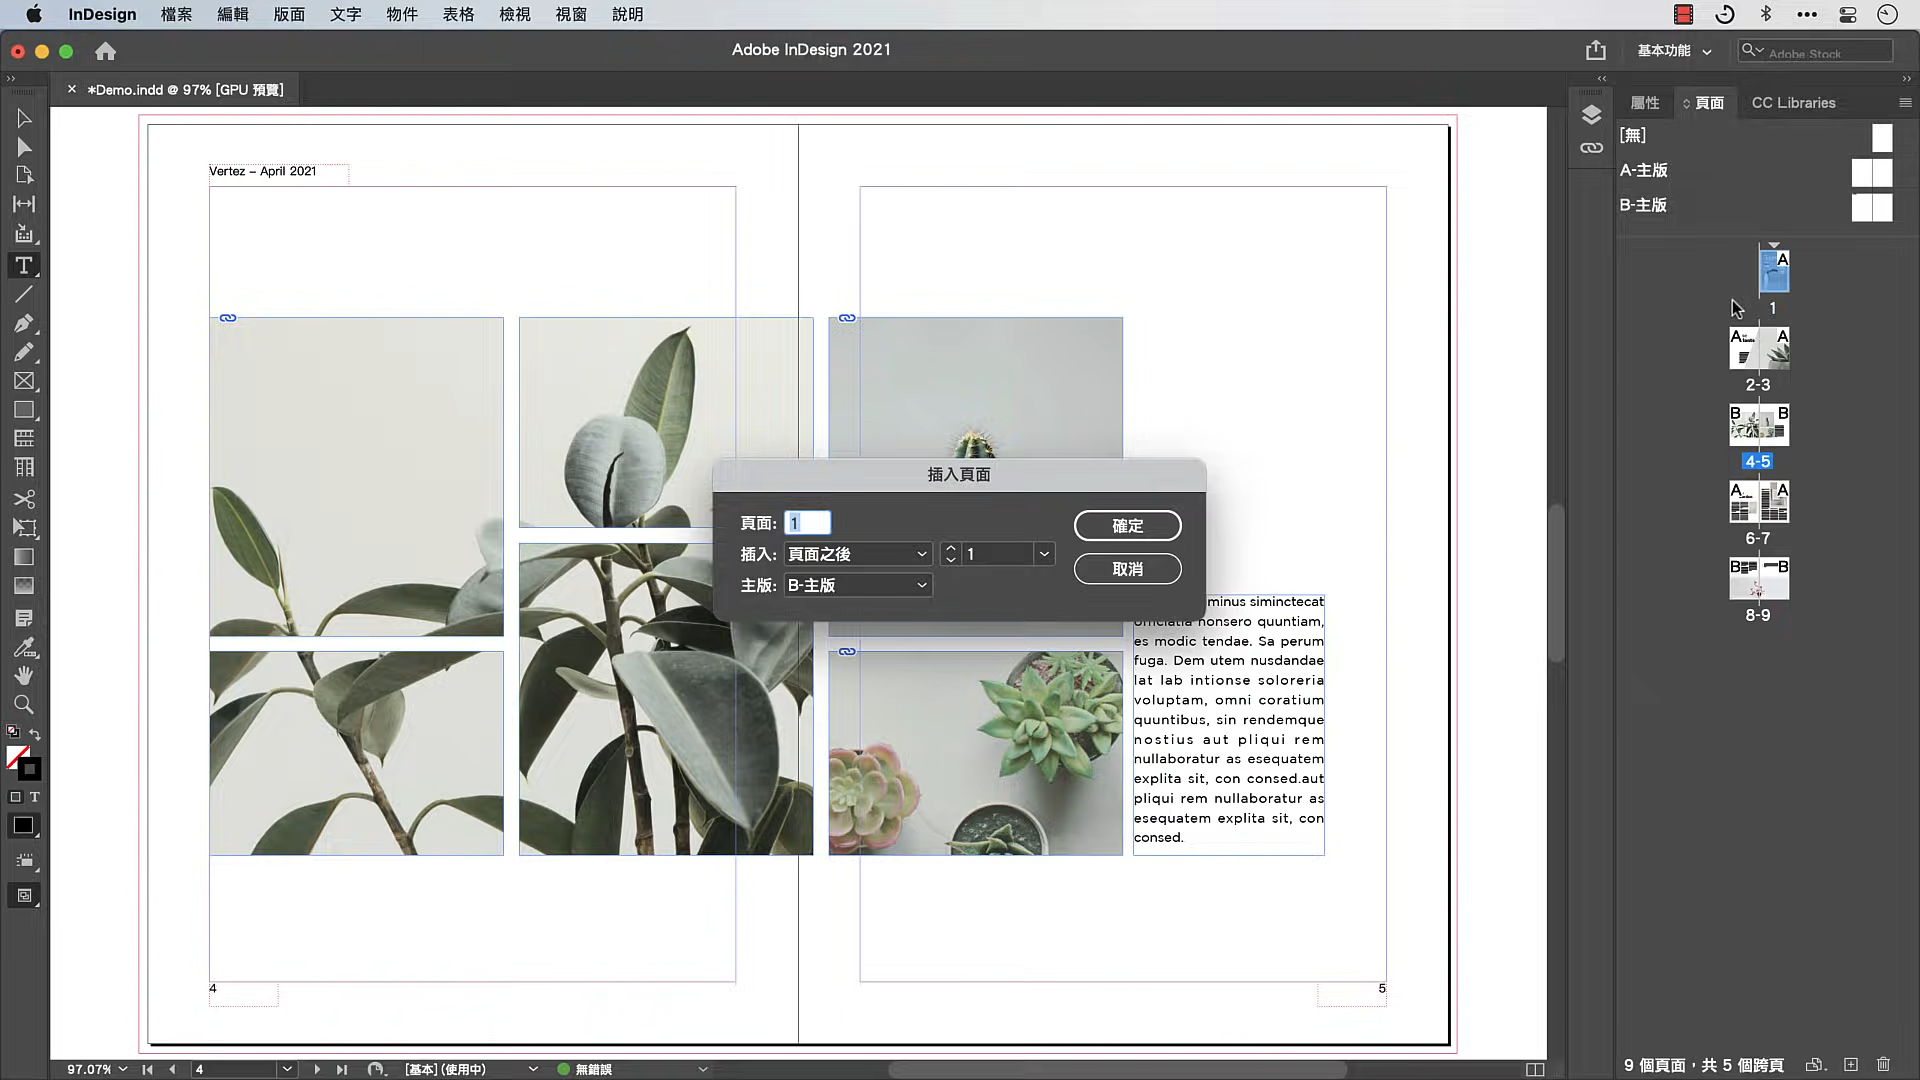 InDesign 檔案 編輯 版面 文字 物件 表格 檢視 視窗 說明
Adobe InDesign 2021
基本功能
Adobe Stock
*Demo.indd @ 97% [GPU 預覽]
屬性 頁面 CC Libraries
[無]
A-主版
B-主版
A
1
A A
2-3
B B
4-5
A A
6-7
B B
8-9
Vertez – April 2021
插入頁面
頁面: 1
確定
插入: 頁面之後 1
取消
主版: B-主版
minus siminctecat
officiatia nonsero quuntiam,
es modic tendae. Sa perum
fuga. Dem utem nusdandae
lat lab intionse soloreria
voluptam, omni coratium
quuntibus, sin rendemque
nostius aut pliqui rem
nullaboratur as esequatem
explita sit, con consed.aut
pliqui rem nullaboratur as
esequatem explita sit, con
consed.
4
5
97.07% 4 [基本] (使用中) 無錯誤
9 個頁面，共 5 個跨頁